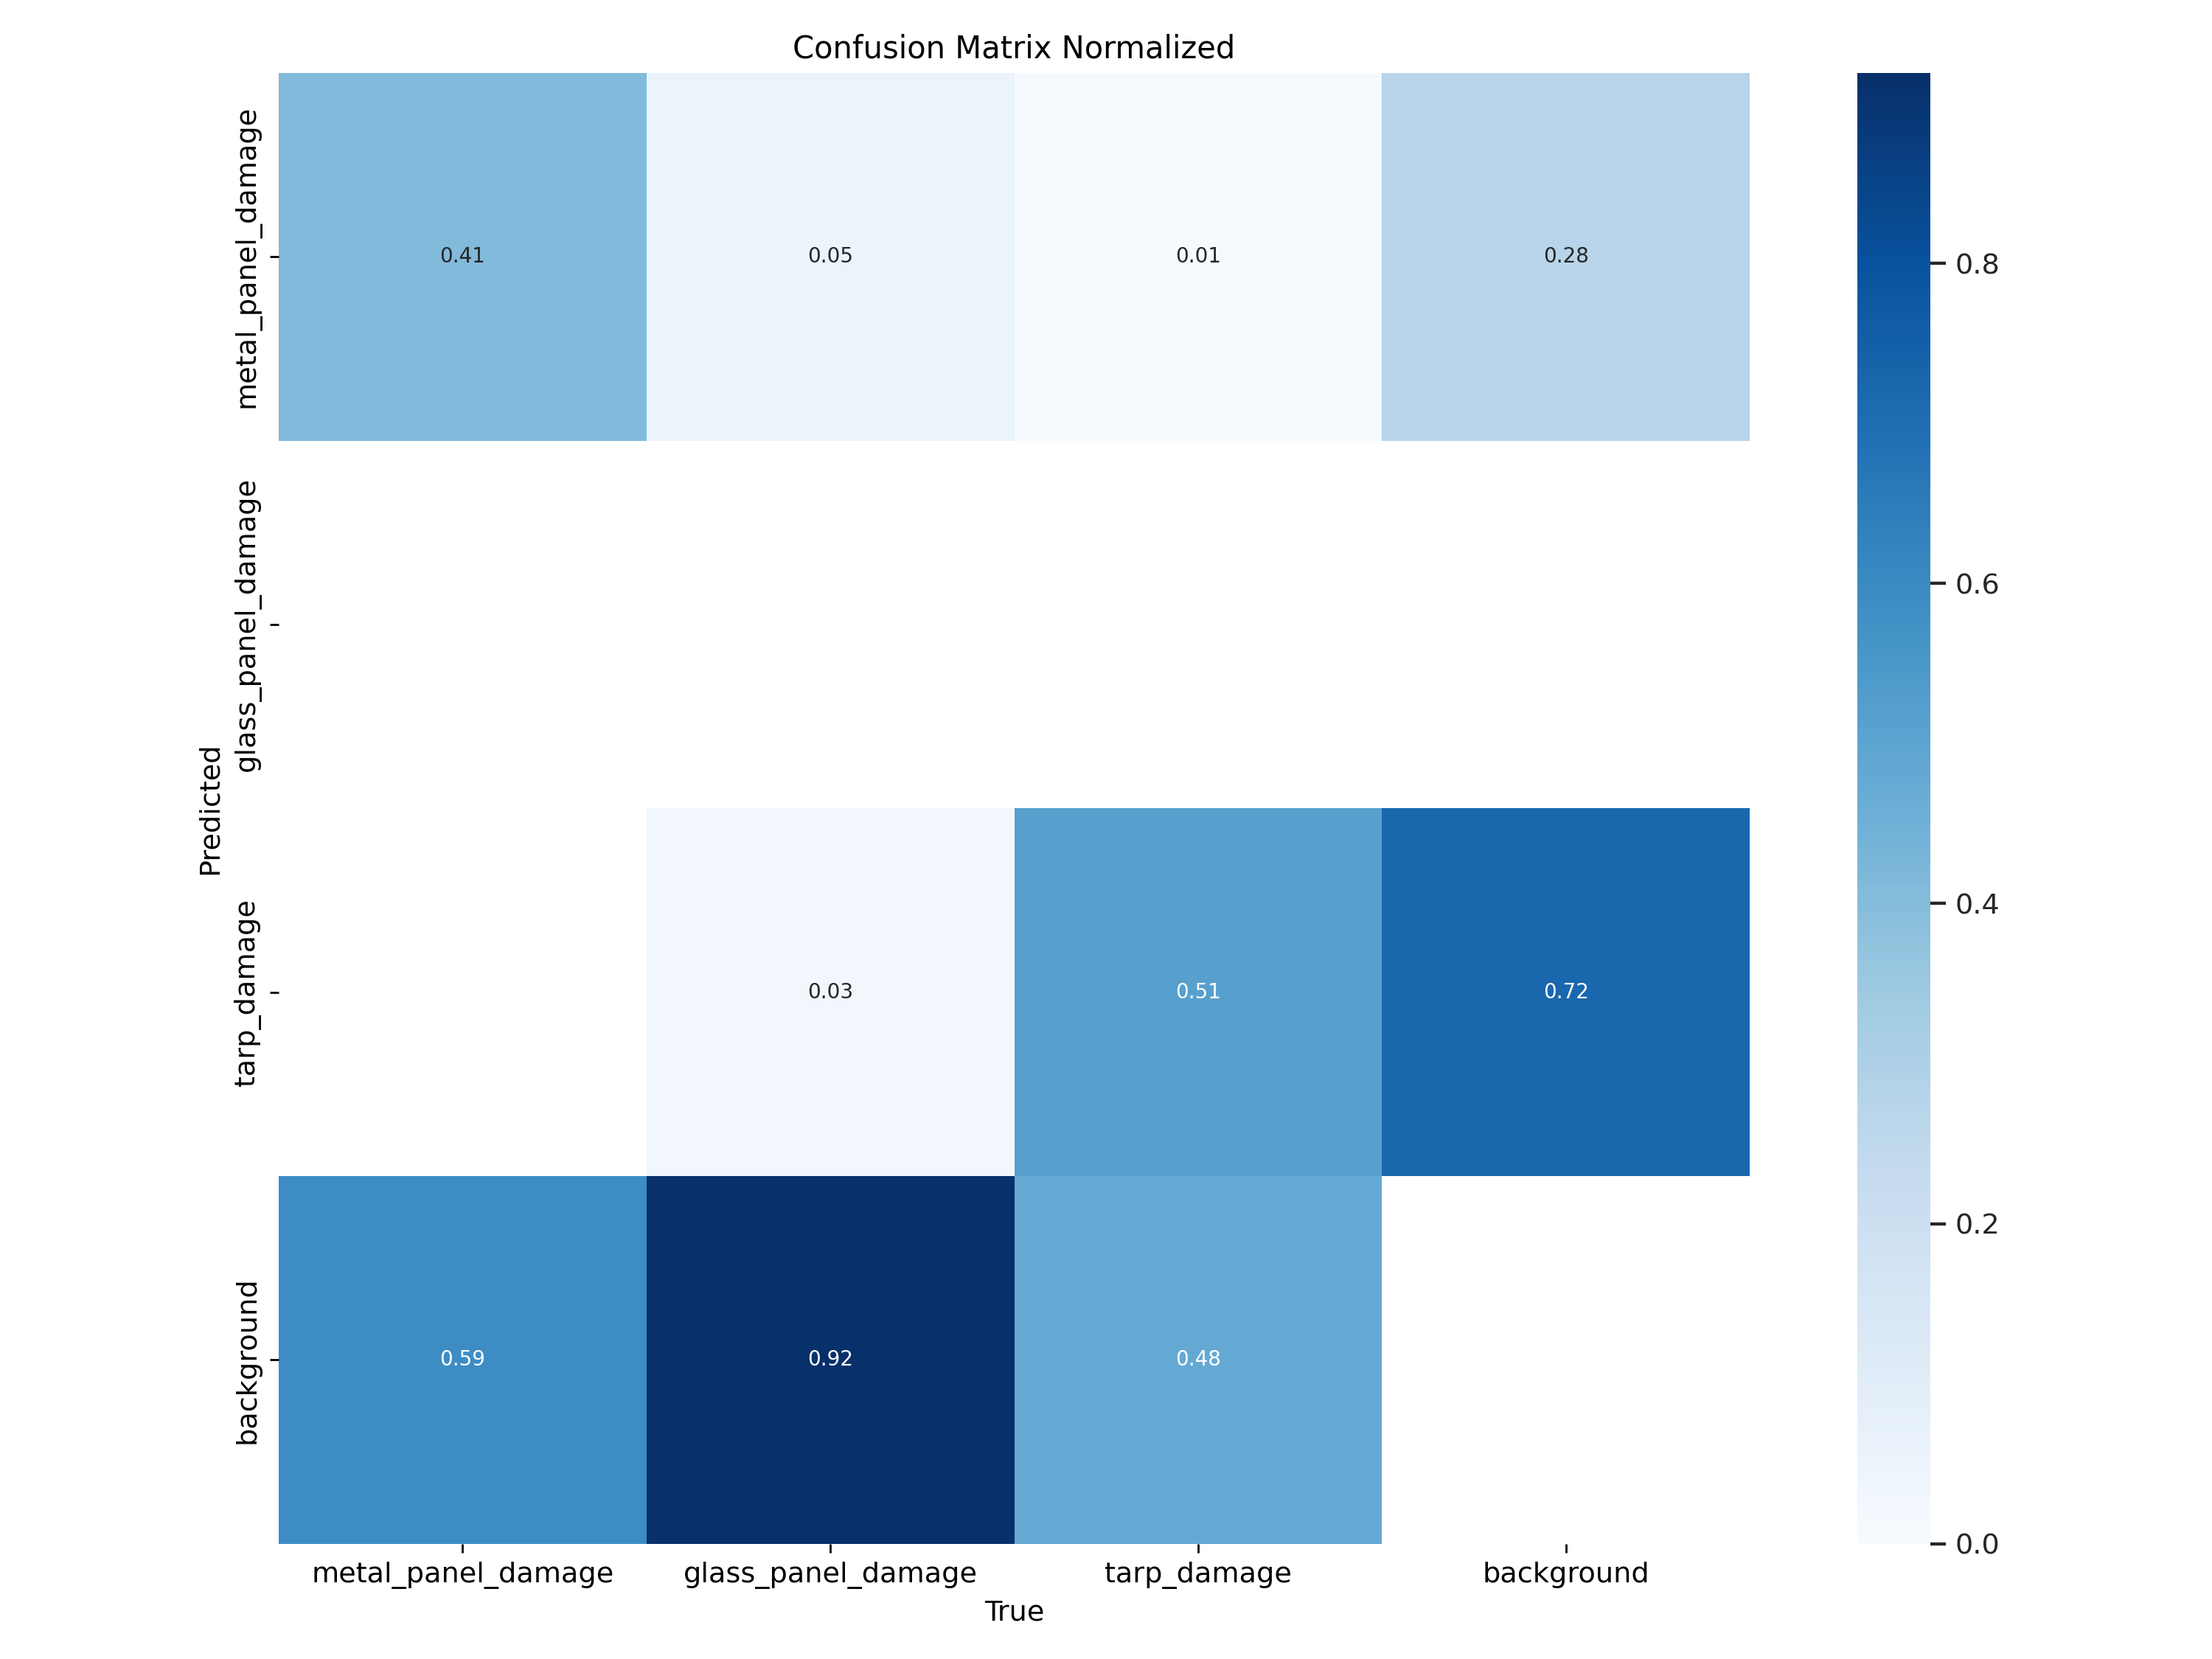 Confusion Matrix Normalized
Predicted
metal_panel_damage
0.41
0.05
0.01
0.28
glass_panel_damage
tarp_damage
0.03
0.51
0.72
background
0.59
0.92
0.48
metal_panel_damage
glass_panel_damage
tarp_damage
background
True
0.8
0.6
0.4
0.2
0.0